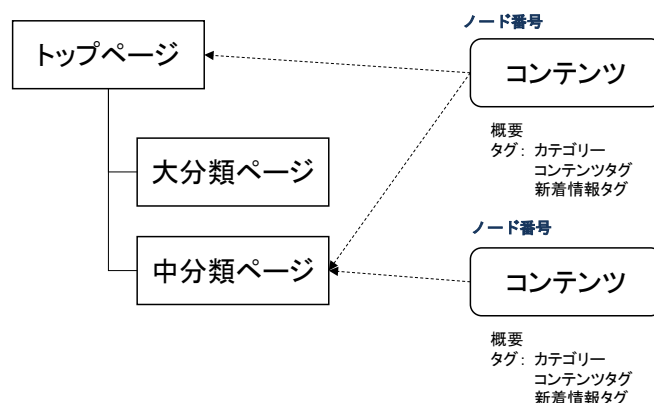 トップページ
大分類ページ
中分類ページ
ノード番号
コンテンツ
概要
タグ： カテゴリー
コンテンツタグ
新着情報タグ
ノード番号
コンテンツ
概要
タグ： カテゴリー
コンテンツタグ
新着情報タグ